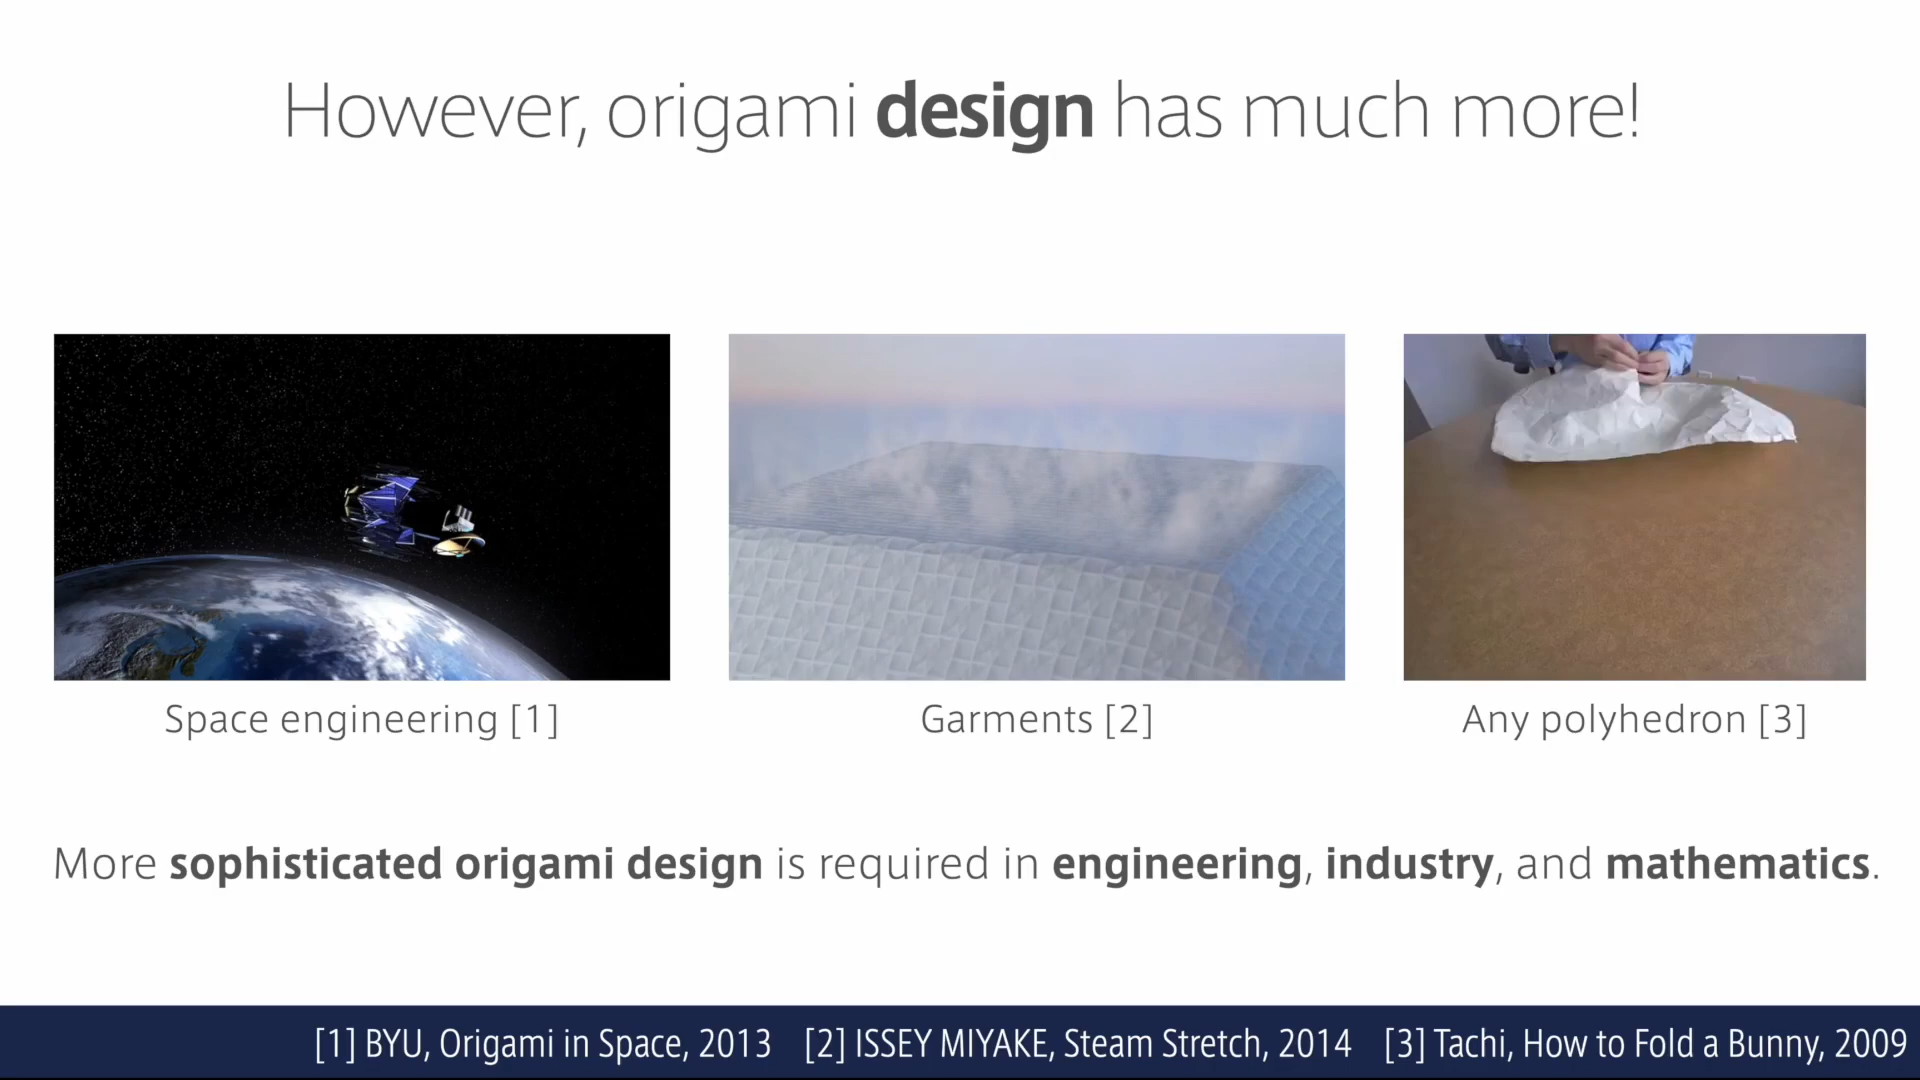 However, origami design has much more!
Space engineering [1]
Garments [2]
Any polyhedron [3]
More sophisticated origami design is required in engineering, industry, and mathematics.
[1] BYU, Origami in Space, 2013 [2] ISSEY MIYAKE, Steam Stretch, 2014 [3] Tachi, How to Fold a Bunny, 2009